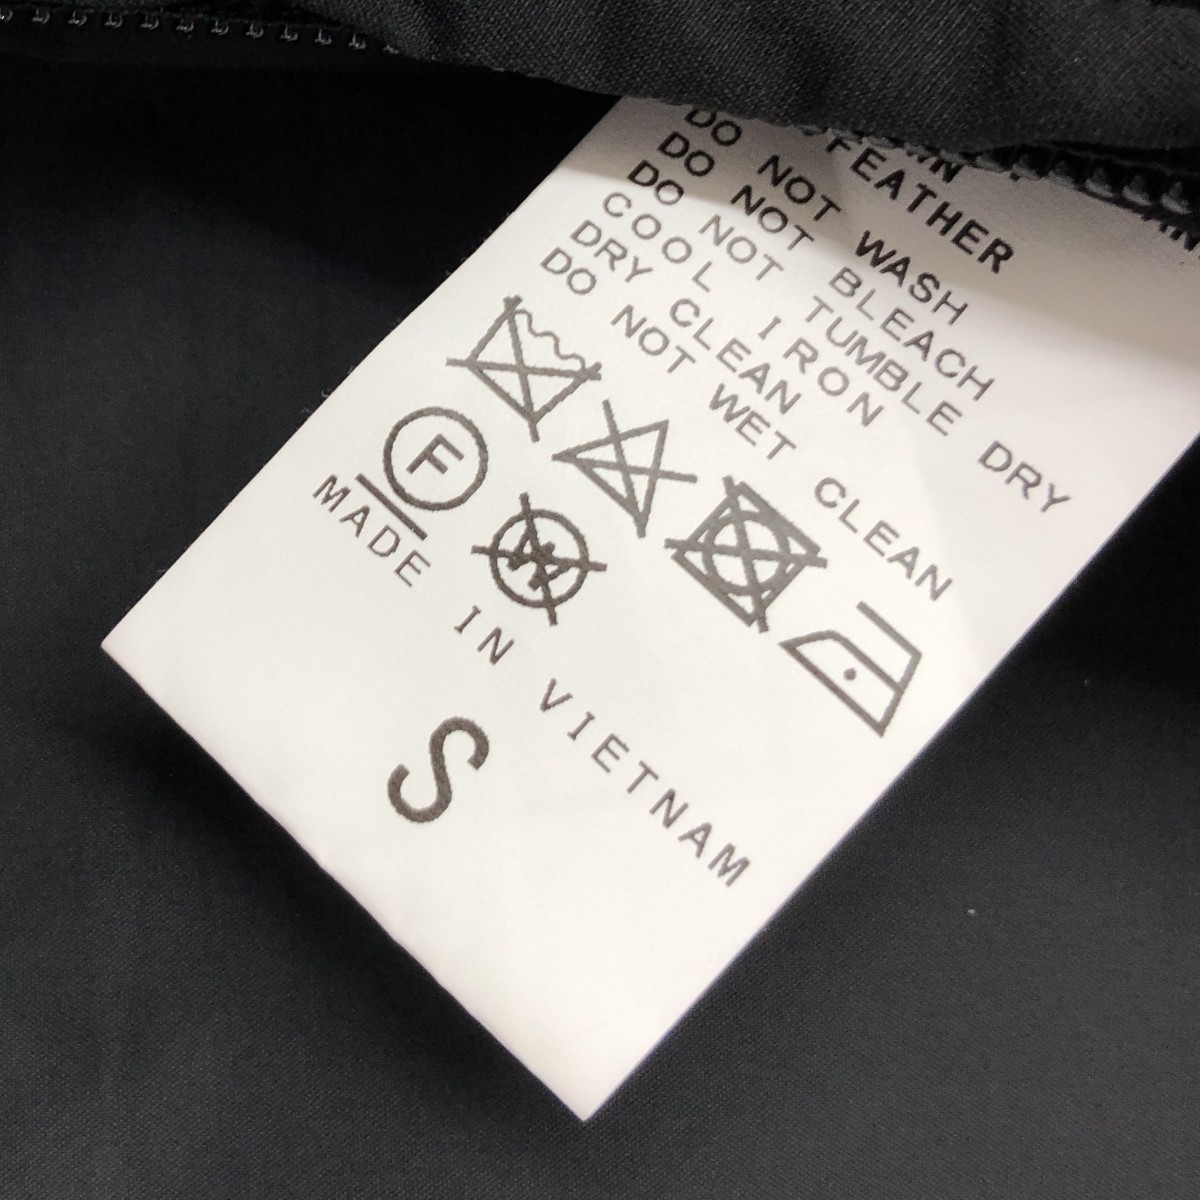 FEATHER
DO NOT WASH
DO NOT BLEACH
DO NOT TUMBLE DRY
COOL IRON
DRY CLEAN
DO NOT WET CLEAN
F
W
MADE IN VIETNAM
S